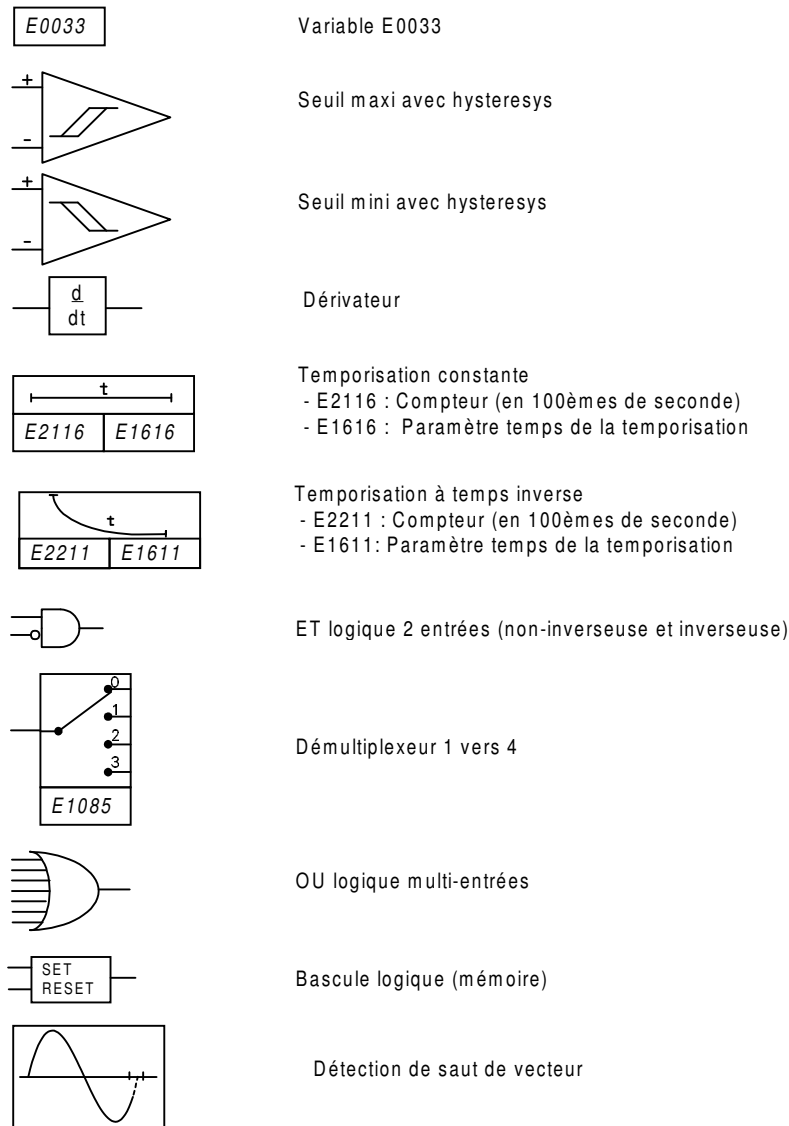 E0033 Variable E0033
+
-
Seuil maxi avec hysteresys
+
-
Seuil mini avec hysteresys
d
dt
Dérivateur
t
E2116 E1616
Temporisation constante
- E2116 : Compteur (en 100èmes de seconde)
- E1616 : Paramètre temps de la temporisation
t
E2211 E1611
Temporisation à temps inverse
- E2211 : Compteur (en 100èmes de seconde)
- E1611: Paramètre temps de la temporisation
ET logique 2 entrées (non-inverseuse et inverseuse)
0
1
2
3
E1085
Démultiplexeur 1 vers 4
OU logique multi-entrées
SET
RESET
Bascule logique (mémoire)
Détection de saut de vecteur